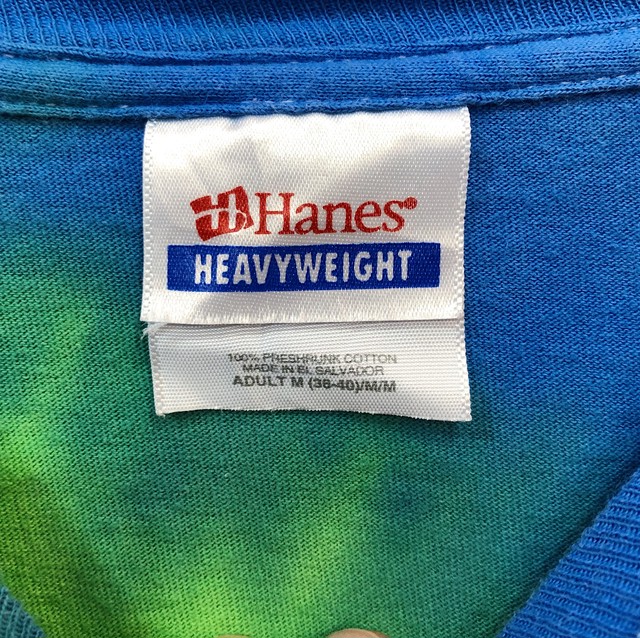 Hanes®
HEAVYWEIGHT
100% PRESHRUNK COTTON
MADE IN EL SALVADOR
ADULT M (38-40)/M/M